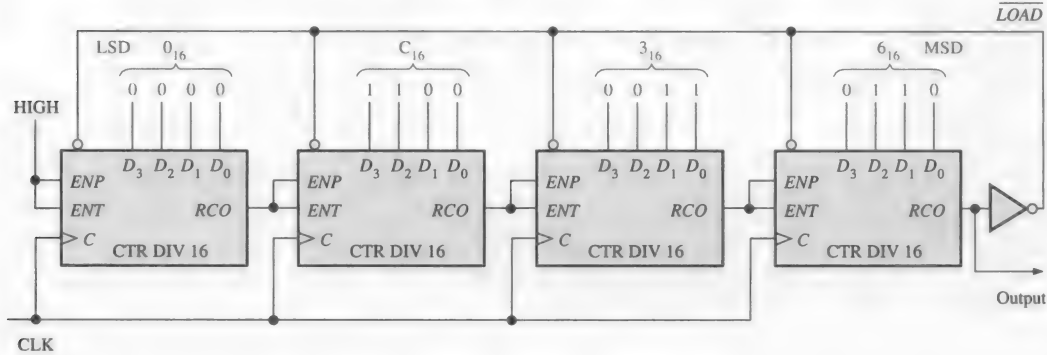 LOAD
LSD 0₁₆ C₁₆ 3₁₆ 6₁₆ MSD
0 0 0 0 1 1 0 0 0 0 1 1 0 1 1 0
HIGH
D₃ D₂ D₁ D₀ D₃ D₂ D₁ D₀ D₃ D₂ D₁ D₀ D₃ D₂ D₁ D₀
ENP ENP ENP ENP
ENT RCO ENT RCO ENT RCO ENT RCO
C C C C
CTR DIV 16 CTR DIV 16 CTR DIV 16 CTR DIV 16
Output
CLK